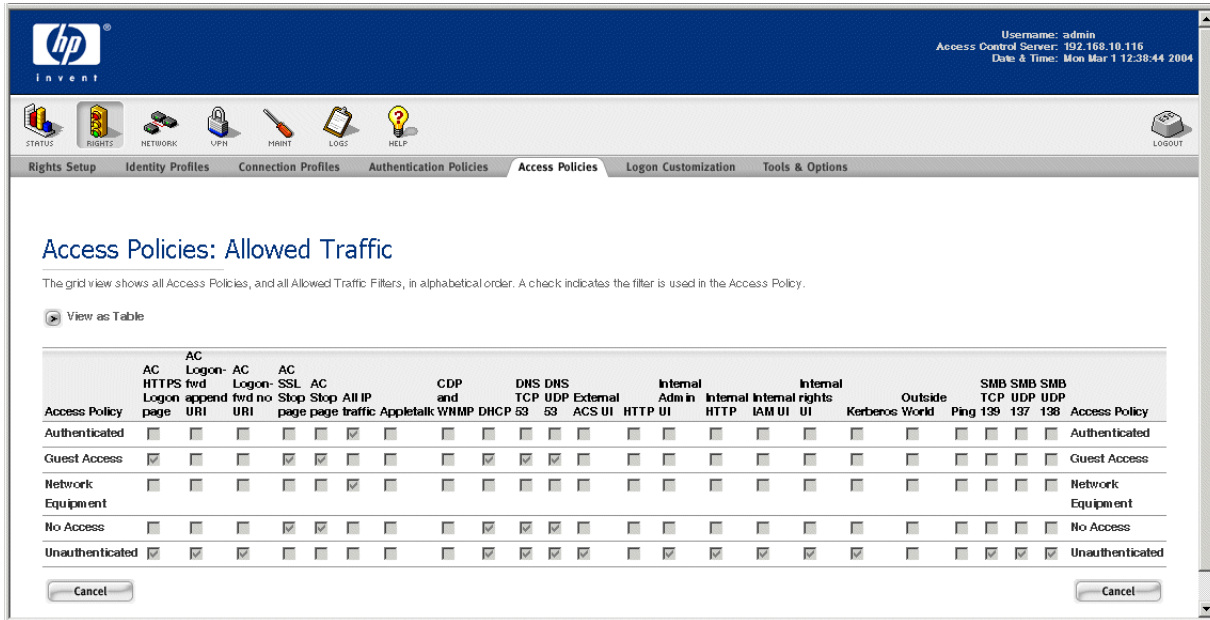 hp
®
invent
Username: admin
Access Control Server: 192.168.10.116
Date & Time: Mon Mar 1 12:38:44 2004
STATUS RIGHTS NETWORK VPN MAINT LOGS HELP LOGOUT
Rights Setup Identity Profiles Connection Profiles Authentication Policies Access Policies Logon Customization Tools & Options
Access Policies: Allowed Traffic
The grid view shows all Access Policies, and all Allowed Traffic Filters, in alphabetical order. A check indicates the filter is used in the Access Policy.
View as Table
AC
AC Logon- AC AC
HTTPS fwd Logon- SSL AC CDP DNS DNS Internal Internal SMB SMB SMB
Logon append fwd no Stop Stop All IP and TCP UDP External Admin Internal Internal rights Outside TCP UDP UDP
Access Policy page URI URI page page traffic Appletalk WNMP DHCP 53 53 ACS UI HTTP UI HTTP IAM UI UI Kerberos World Ping 139 137 138 Access Policy
Authenticated Authenticated
Guest Access Guest Access
Network Network
Equipment Equipment
No Access No Access
Unauthenticated Unauthenticated
Cancel Cancel